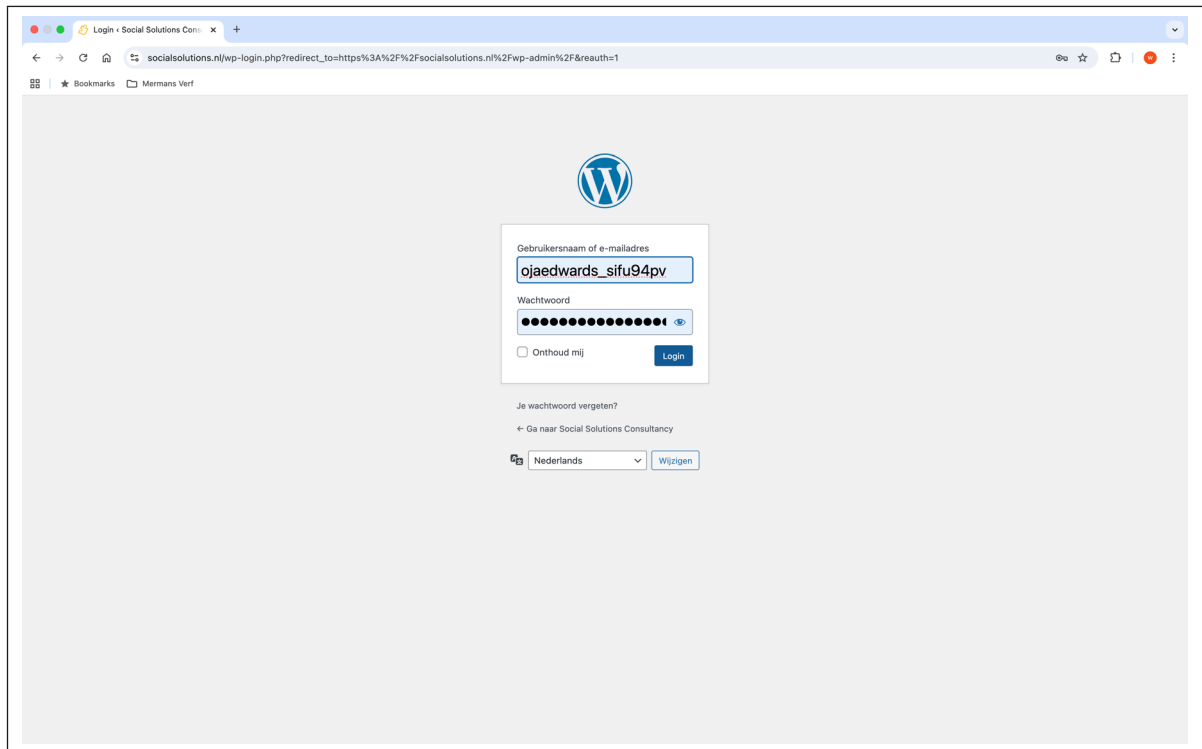 Login ‹ Social Solutions Cons
socialsolutions.nl/wp-login.php?redirect_to=https%3A%2F%2Fsocialsolutions.nl%2Fwp-admin%2F&reauth=1
W
Bookmarks
Mermans Verf
W
Gebruikersnaam of e-mailadres
ojaedwards_sifu94pv
Wachtwoord
Onthoud mij
Login
Je wachtwoord vergeten?
← Ga naar Social Solutions Consultancy
Nederlands
Wijzigen